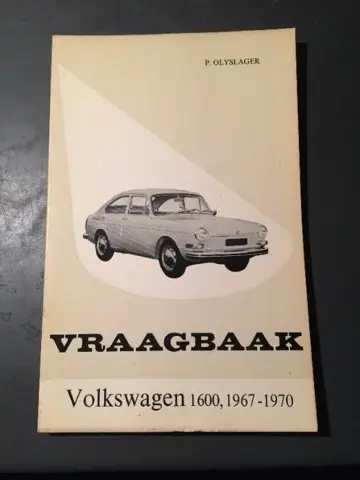 P. OLYSLAGER
VRAAGBAAK
Volkswagen 1600, 1967-1970